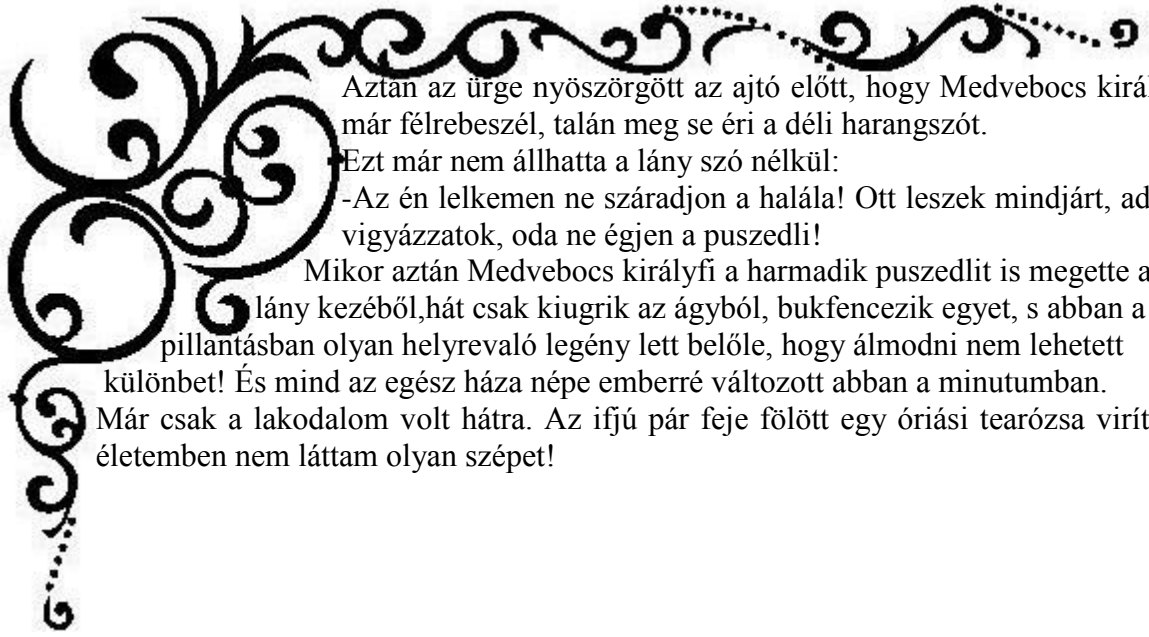 Aztán az ürge nyöszörgött az ajtó előtt, hogy Medvebocs
már félrebeszél, talán meg se éri a déli harangszót.
Ezt már nem állhatta a lány szó nélkül:
-Az én lelkemen ne száradjon a halála! Ott leszek mindjárt,
vigyázzatok, oda ne égjen a puszedli!
Mikor aztán Medvebocs királyfi a harmadik puszedlit is megette a
lány kezéből,hát csak kiugrik az ágyból, bukfencezik egyet, s abban a
pillantásban olyan helyrevaló legény lett belőle, hogy álmodni nem lehetett
különbet! És mind az egész háza népe emberré változott abban a minutumban.
Már csak a lakodalom volt hátra. Az ifjú pár feje fölött egy óriási tearózsa
életemben nem láttam olyan szépet!